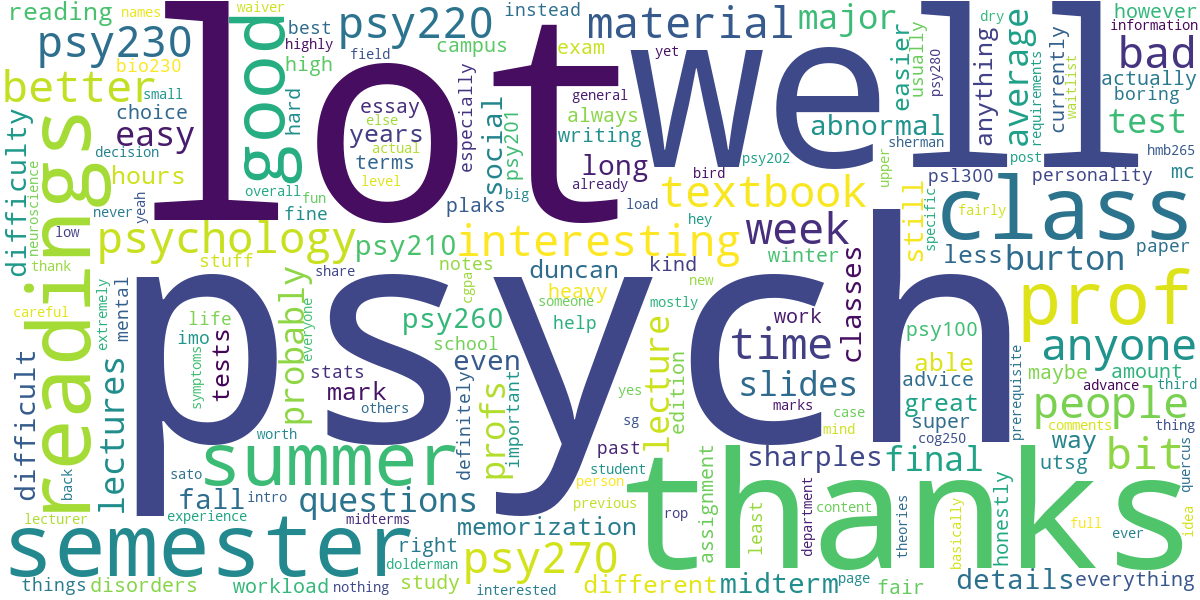 reading
names
waiver
psy230
bio230
better
small
choice
easy
decision
difficulty
readings
neuroscience
hours
never
yeah
low
thank
careful
good
best
highly
field
high
hard
overall
fun
fine
psy220
campus
instead
exam
yet
especially
lot
essay
else
actual
years
terms
level
general
always
writing
psy201
social
big
already
plaks
long
load
material
major
easier
usually
well
psy202
bird
upper
sherman
psy280
anything
average
requirements
currently
waitlist
however
information
bad
dry
actually
boring
test
abnormal
post
hmb265
psl300
personality
mc
textbook
hey
still
specific
fairly
class
paper
less
burton
psychology
stuff
psy210
interesting
week
winter
notes
cgpa
duncan
kind
heavy
share
someone
new
mostly
extremely
mental
life
imo
symptoms
tests
probably
everyone
psych
psy260
help
school
even
stats
mark
others
worth
definitely
profs
important
yes
sg
lecture
edition
time
work
classes
slides
marks
case
mind
psy100
able
advice
great
super
cog250
prerequisite
prof
anyone
maybe
amount
advance
third
people
comments
thing
way
utsg
bit
quercus
idea
difficult
lectures
back
sato
summer
fall
intro
questions
experience
lecturer
midterms
past
student
person
previous
rop
memorization
semester
right
dolderman
nothing
things
disorders
workload
study
psy270
interested
different
assignment
least
thanks
sharples
final
department
content
theories
midterm
page
fair
basically
honestly
full
ever
details
everything